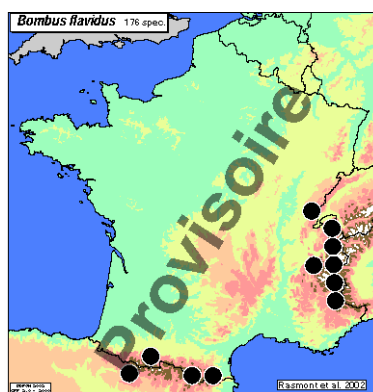 Bombus flavidus 176 spec.
Provisoire
Rasmont et al. 2002